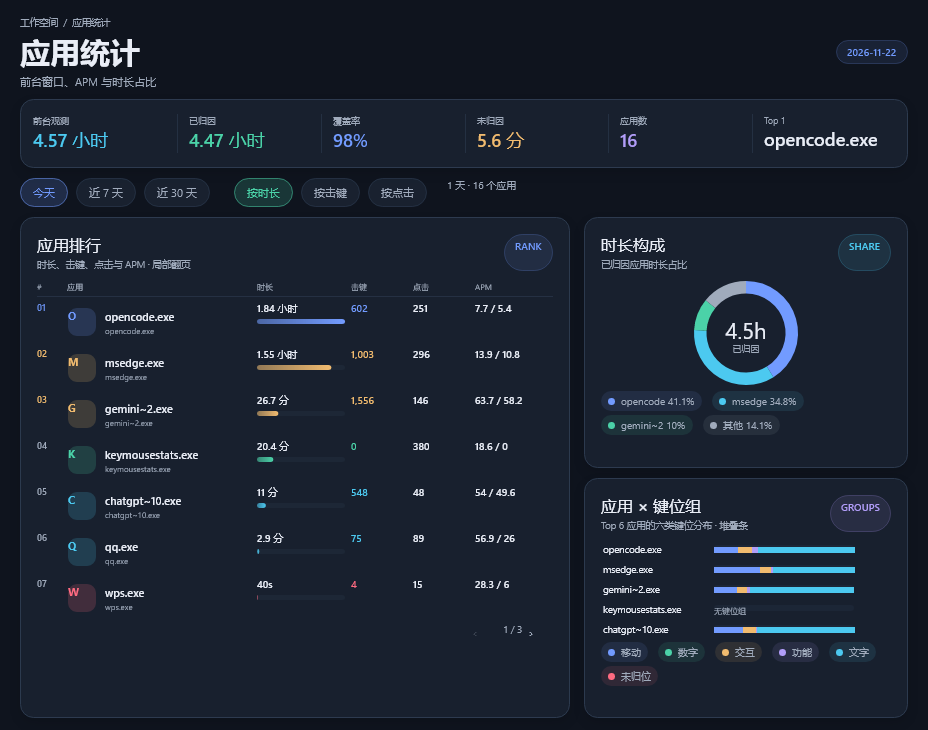 工作空间 / 应用统计
应用统计
2026-11-22
前台窗口、APM 与时长占比
前台观测 已归因 覆盖率 未归因 应用数 Top 1
4.57 小时 4.47 小时 98% 5.6 分 16 opencode.exe
今天 近 7 天 近 30 天 按时长 按击键 按点击 1 天 · 16 个应用
应用排行
RANK
时长、击键、点击与 APM · 局部翻页
# 应用 时长 击键 点击 APM
01 O opencode.exe 1.84 小时 602 251 7.7 / 5.4
opencode.exe
02 M msedge.exe 1.55 小时 1,003 296 13.9 / 10.8
msedge.exe
03 G gemini~2.exe 26.7 分 1,556 146 63.7 / 58.2
gemini~2.exe
04 K keymousestats.exe 20.4 分 0 380 18.6 / 0
keymousestats.exe
05 C chatgpt~10.exe 11 分 548 48 54 / 49.6
chatgpt~10.exe
06 Q qq.exe 2.9 分 75 89 56.9 / 26
qq.exe
07 W wps.exe 40s 4 15 28.3 / 6
wps.exe
‹ 1 / 3 ›
时长构成
SHARE
已归因应用时长占比
4.5h
已归因
opencode 41.1% msedge 34.8%
gemini~2 10% 其他 14.1%
应用 × 键位组
GROUPS
Top 6 应用的六类键位分布 · 堆叠条
opencode.exe
msedge.exe
gemini~2.exe
keymousestats.exe 无键位组
chatgpt~10.exe
移动 数字 交互 功能 文字
未归位